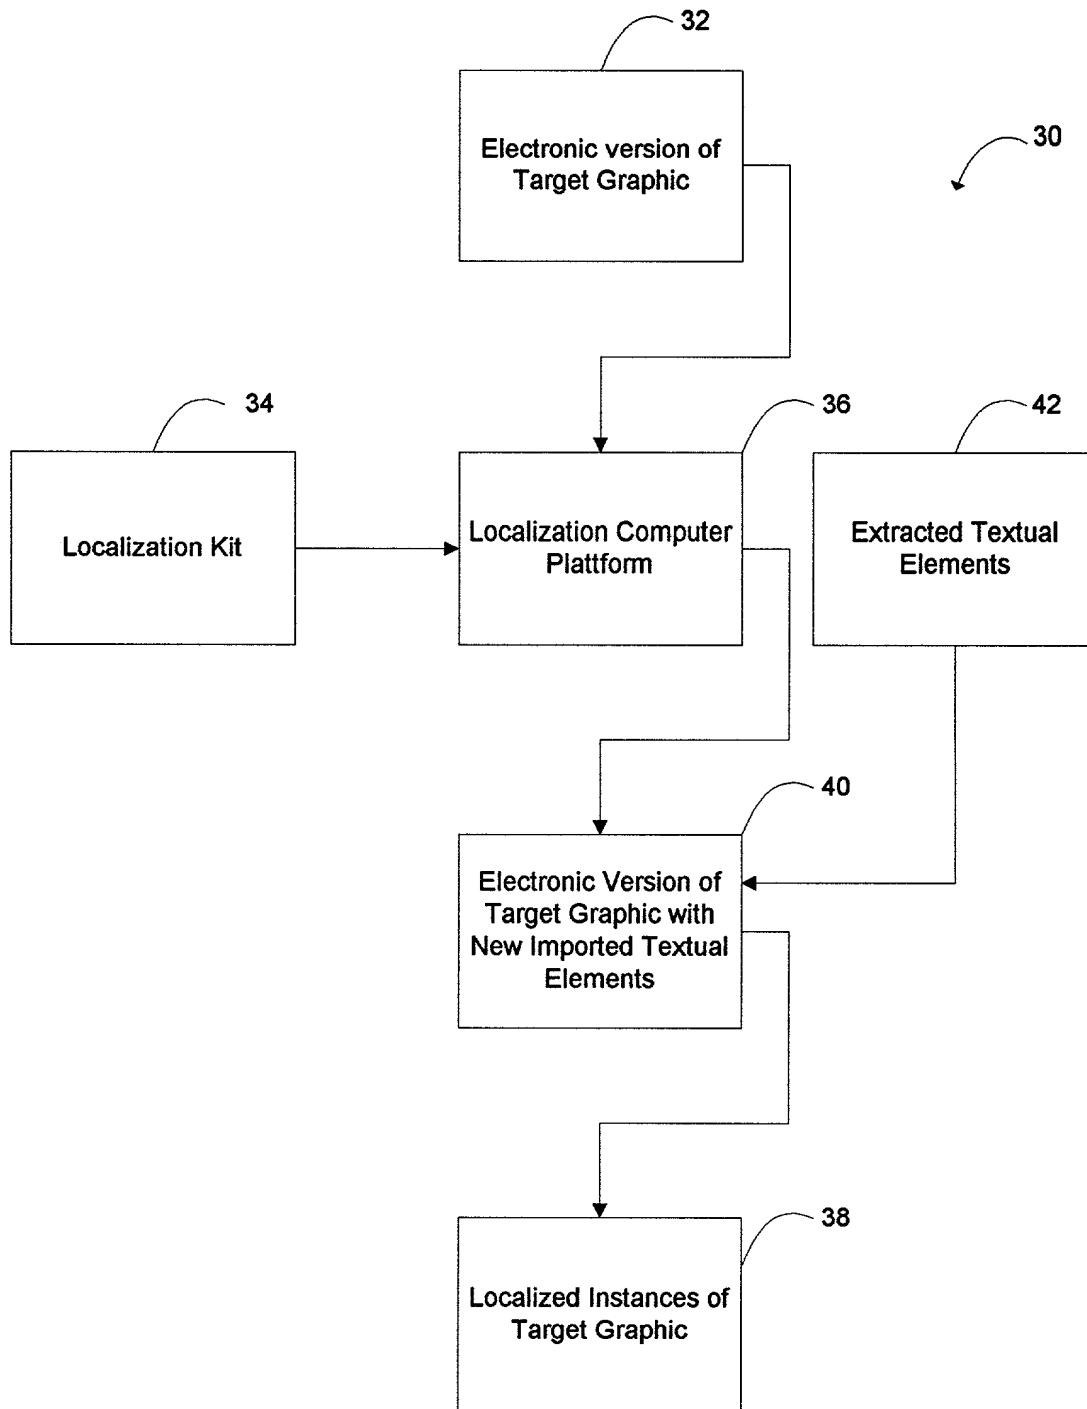 32
Electronic version of
Target Graphic
30
34
Localization Kit
36
Localization Computer
Plattform
42
Extracted Textual
Elements
40
Electronic Version of
Target Graphic with
New Imported Textual
Elements
38
Localized Instances of
Target Graphic